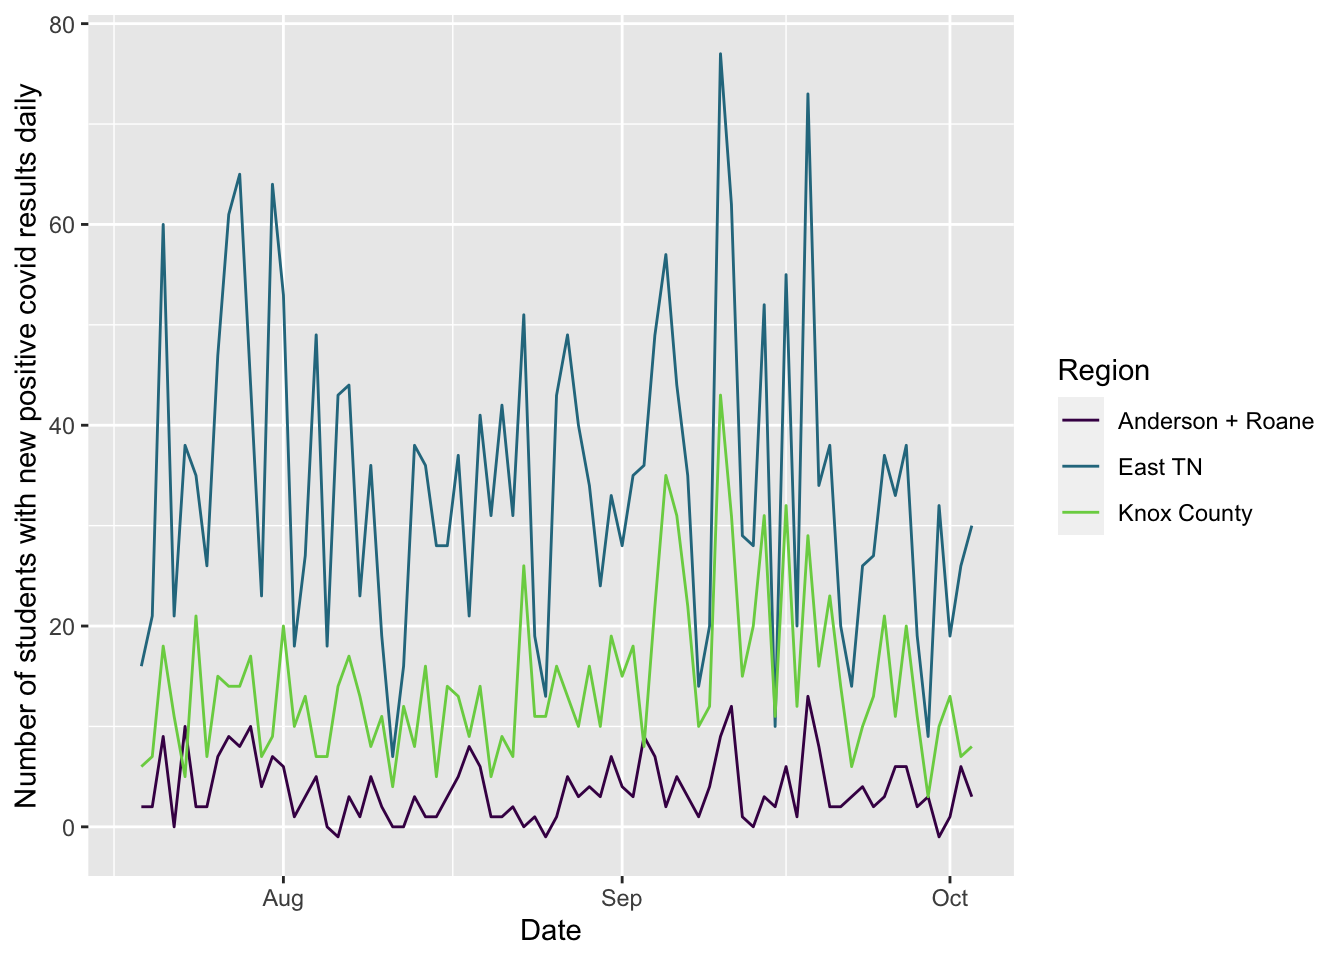 Number of students with new positive covid results daily
80
60
40
20
0
Aug
Sep
Oct
Date
Region
Anderson + Roane
East TN
Knox County